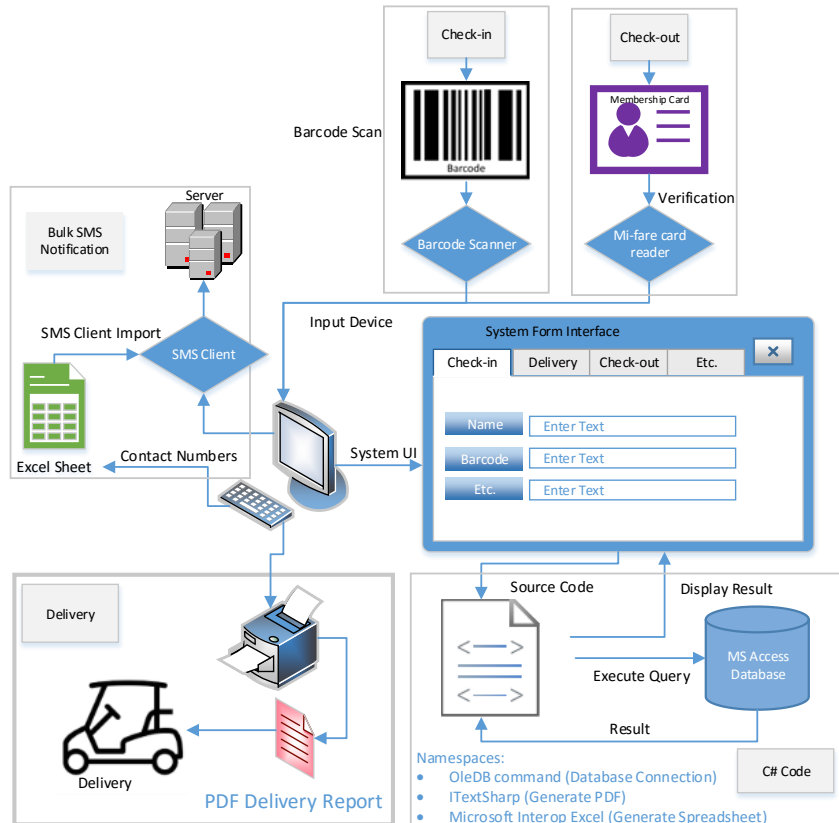 Check-in
Check-out
Membership Card
Barcode Scan
Barcode
Verification
Server
Bulk SMS
Notification
Barcode Scanner
Mi-fare card
reader
SMS Client Import
Input Device
System Form Interface
SMS Client
Check-in
Delivery
Check-out
Etc.
Name
Enter Text
Excel Sheet
Contact Numbers
System UI
Barcode
Enter Text
Etc.
Enter Text
Delivery
Source Code
Display Result
MS Access
Database
Execute Query
Result
Delivery
PDF Delivery Report
Namespaces:
• OleDB command (Database Connection)
• ITextSharp (Generate PDF)
• Microsoft Interop Excel (Generate Spreadsheet)
C# Code